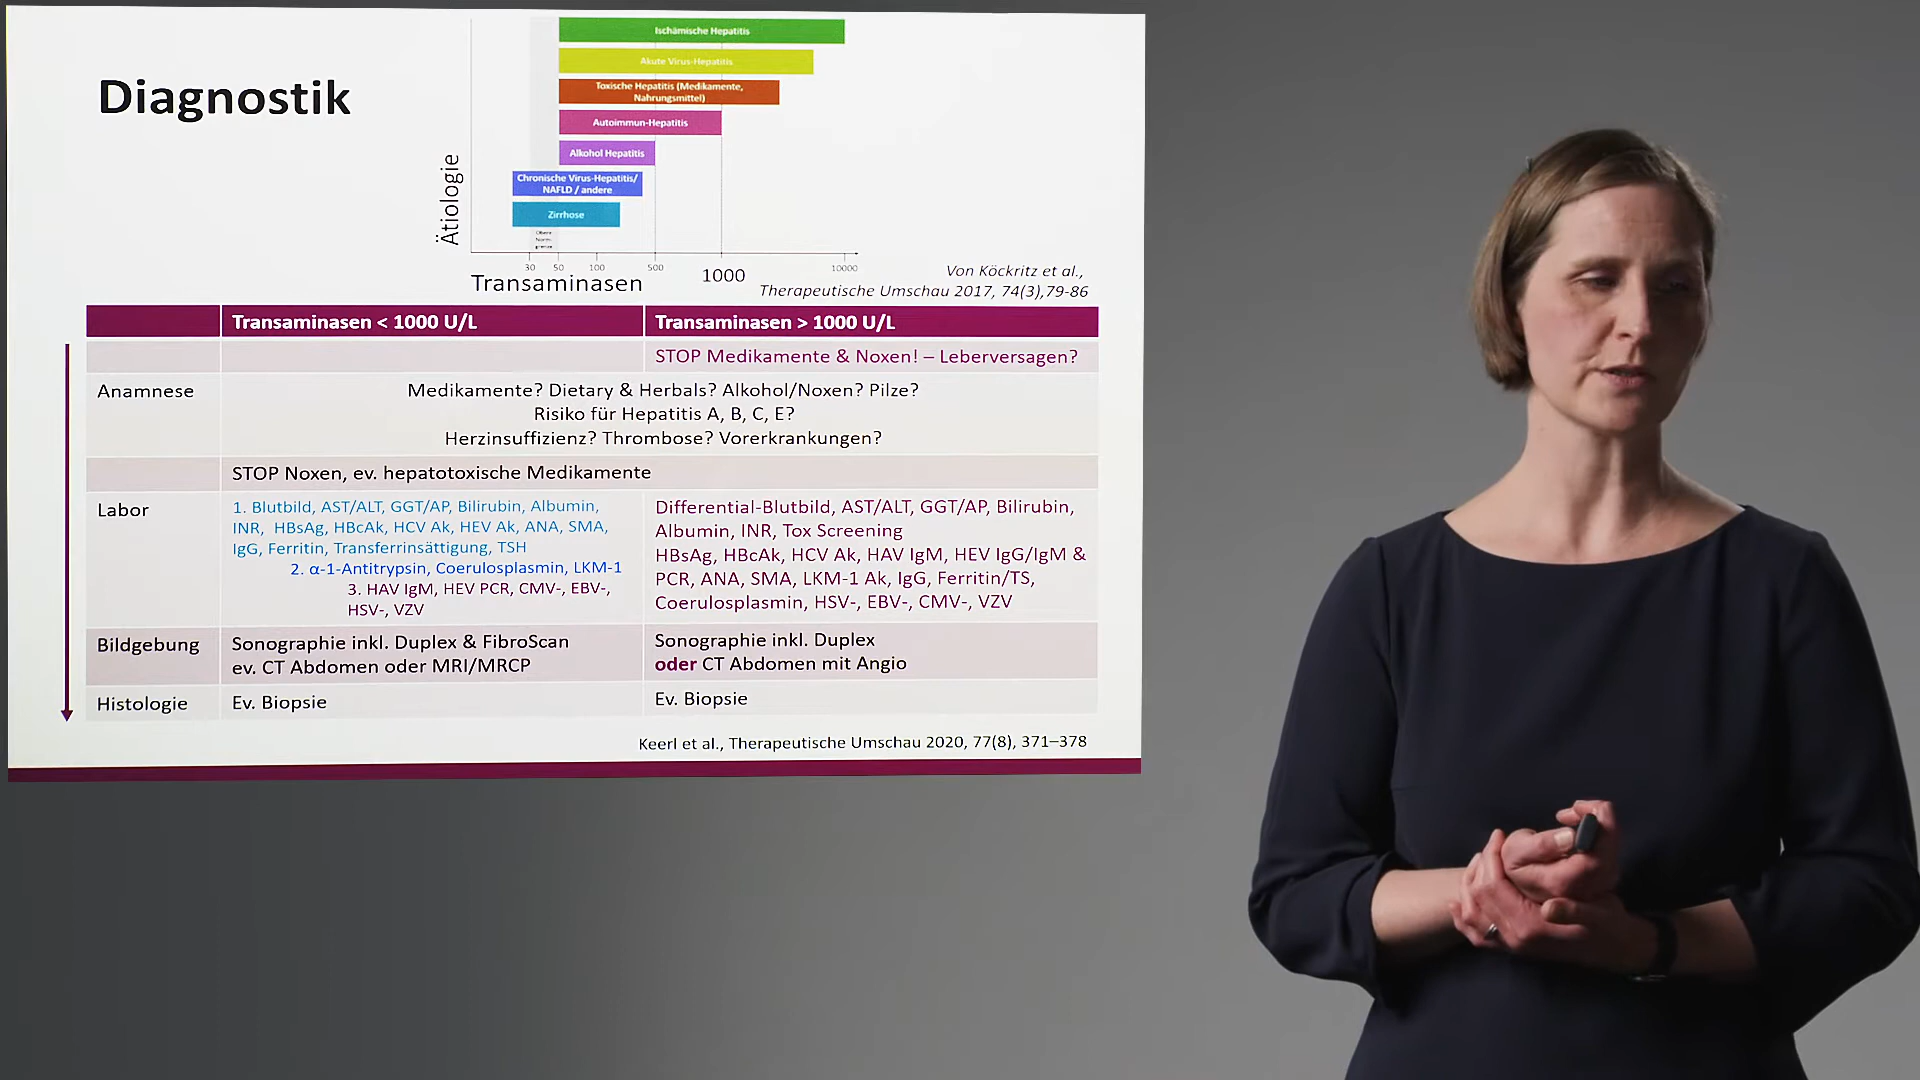 Diagnostik
Ischämische Hepatitis
Akute Virus-Hepatitis
Toxische Hepatitis (Medikamente,
Nahrungsmittel)
Autoimmun-Hepatitis
Alkohol Hepatitis
Chronische Virus-Hepatitis/
NAFLD / andere
Zirrhose
Obere
Norm-
grenze
Ätiologie
30 50 100 500 1000 10000
Transaminasen
Von Köckritz et al.,
Therapeutische Umschau 2017, 74(3),79-86
Transaminasen < 1000 U/L
Transaminasen > 1000 U/L
STOP Medikamente & Noxen! – Leberversagen?
Anamnese
Medikamente? Dietary & Herbals? Alkohol/Noxen? Pilze?
Risiko für Hepatitis A, B, C, E?
Herzinsuffizienz? Thrombose? Vorerkrankungen?
STOP Noxen, ev. hepatotoxische Medikamente
Labor
1. Blutbild, AST/ALT, GGT/AP, Bilirubin, Albumin,
INR, HBsAg, HBcAk, HCV Ak, HEV Ak, ANA, SMA,
IgG, Ferritin, Transferrinsättigung, TSH
2. α-1-Antitrypsin, Coerulosplasmin, LKM-1
3. HAV IgM, HEV PCR, CMV-, EBV-,
HSV-, VZV
Differential-Blutbild, AST/ALT, GGT/AP, Bilirubin,
Albumin, INR, Tox Screening
HBsAg, HBcAk, HCV Ak, HAV IgM, HEV IgG/IgM &
PCR, ANA, SMA, LKM-1 Ak, IgG, Ferritin/TS,
Coerulosplasmin, HSV-, EBV-, CMV-, VZV
Bildgebung
Sonographie inkl. Duplex & FibroScan
ev. CT Abdomen oder MRI/MRCP
Sonographie inkl. Duplex
oder CT Abdomen mit Angio
Histologie
Ev. Biopsie
Ev. Biopsie
Keerl et al., Therapeutische Umschau 2020, 77(8), 371–378